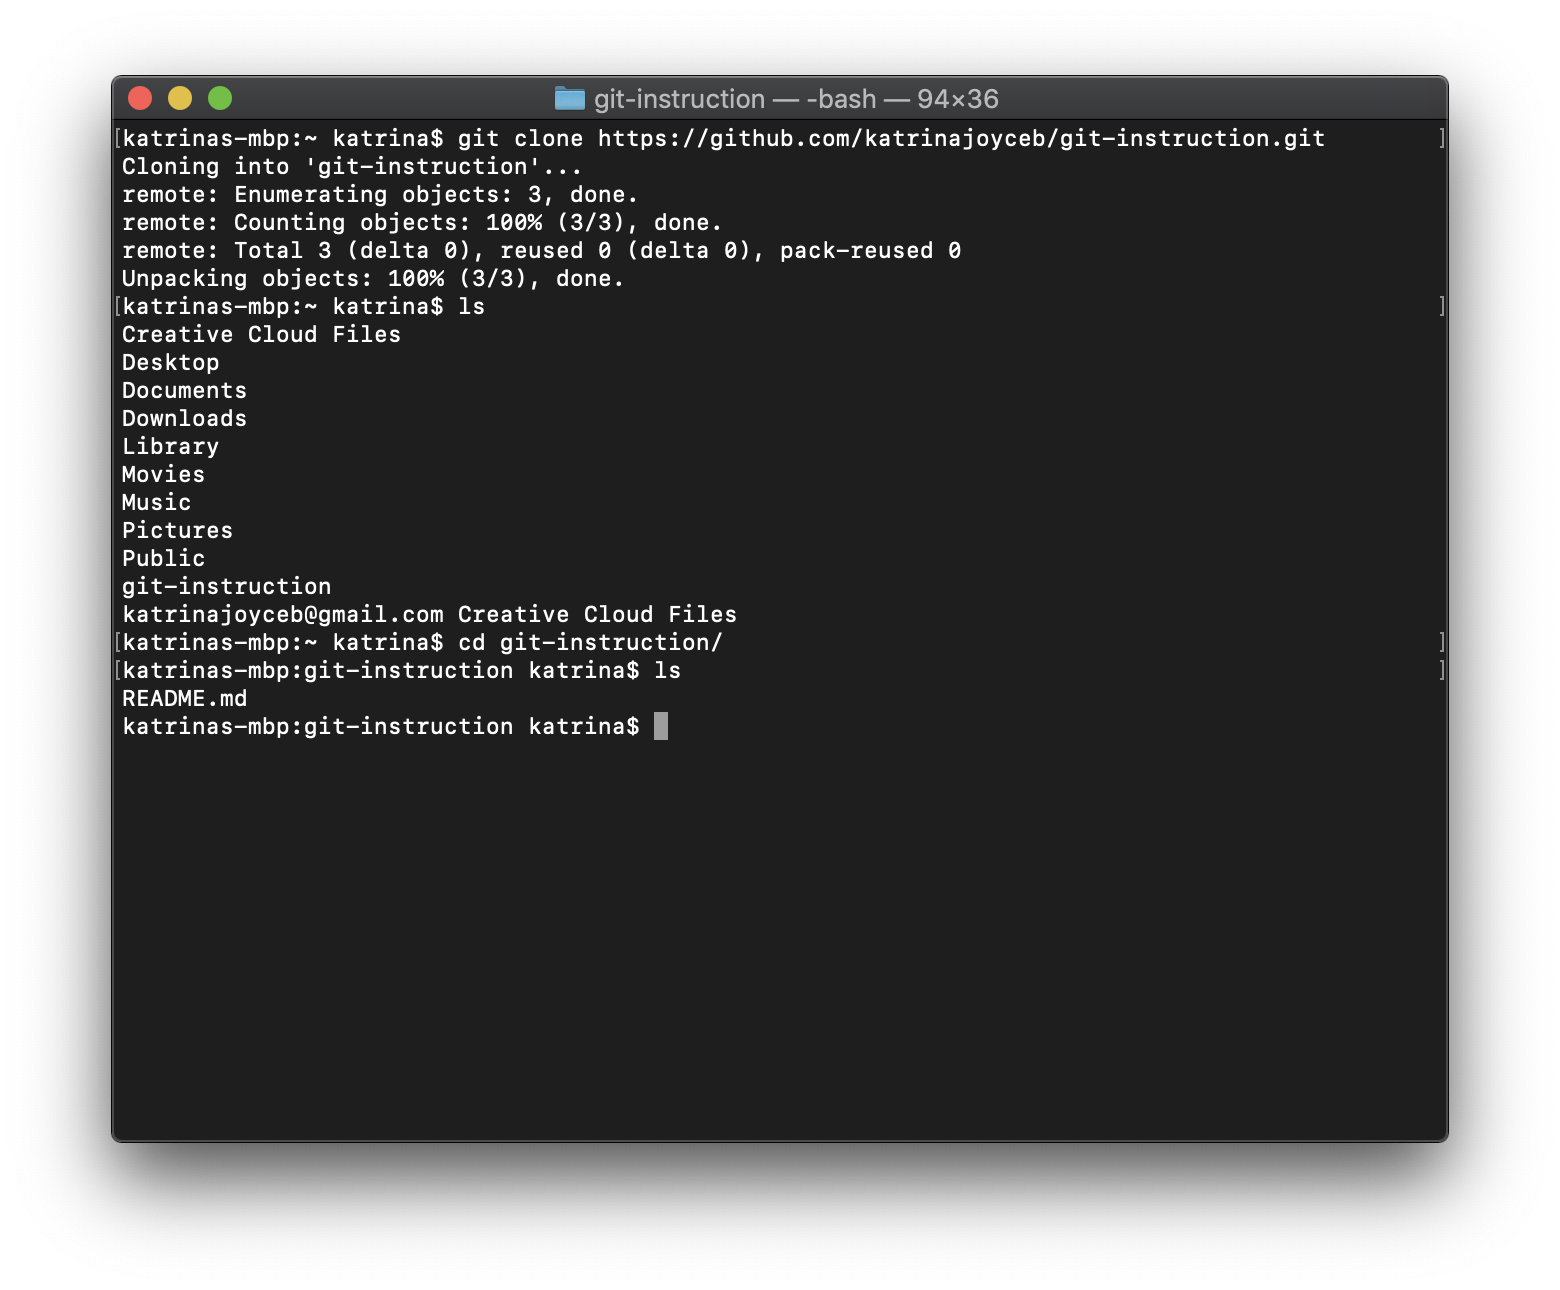 git-instruction — -bash — 94×36
[katrinas-mbp:~ katrina$ git clone https://github.com/katrinajoyceb/git-instruction.git ]
Cloning into 'git-instruction'...
remote: Enumerating objects: 3, done.
remote: Counting objects: 100% (3/3), done.
remote: Total 3 (delta 0), reused 0 (delta 0), pack-reused 0
Unpacking objects: 100% (3/3), done.
[katrinas-mbp:~ katrina$ ls ]
Creative Cloud Files
Desktop
Documents
Downloads
Library
Movies
Music
Pictures
Public
git-instruction
katrinajoyceb@gmail.com Creative Cloud Files
[katrinas-mbp:~ katrina$ cd git-instruction/ ]
[katrinas-mbp:git-instruction katrina$ ls ]
README.md
katrinas-mbp:git-instruction katrina$